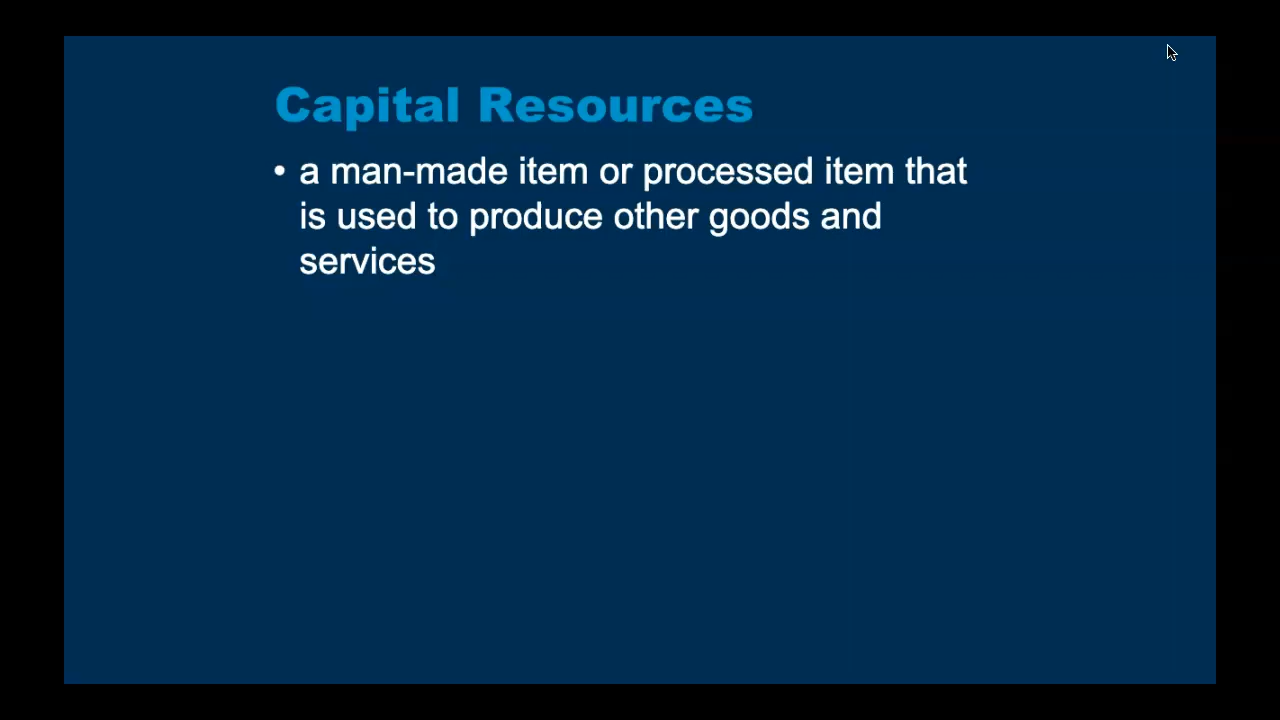 Capital Resources
• a man-made item or processed item that
is used to produce other goods and
services